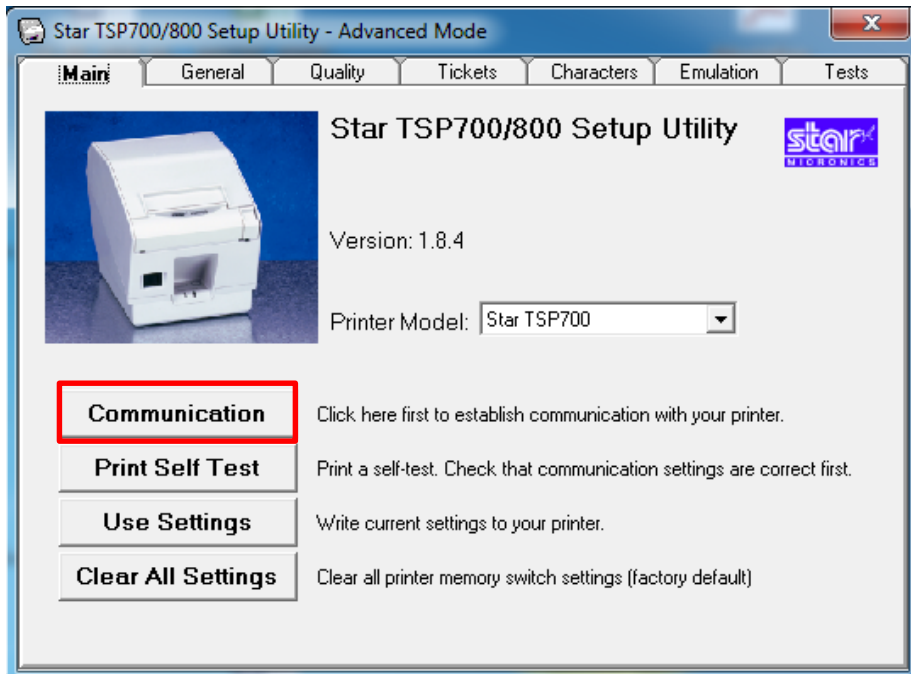 Star TSP700/800 Setup Utility - Advanced Mode
Main General Quality Tickets Characters Emulation Tests
Star TSP700/800 Setup Utility
star
MICRONICS
Version: 1.8.4
Printer Model: Star TSP700
Communication Click here first to establish communication with your printer.
Print Self Test Print a self-test. Check that communication settings are correct first.
Use Settings Write current settings to your printer.
Clear All Settings Clear all printer memory switch settings (factory default)